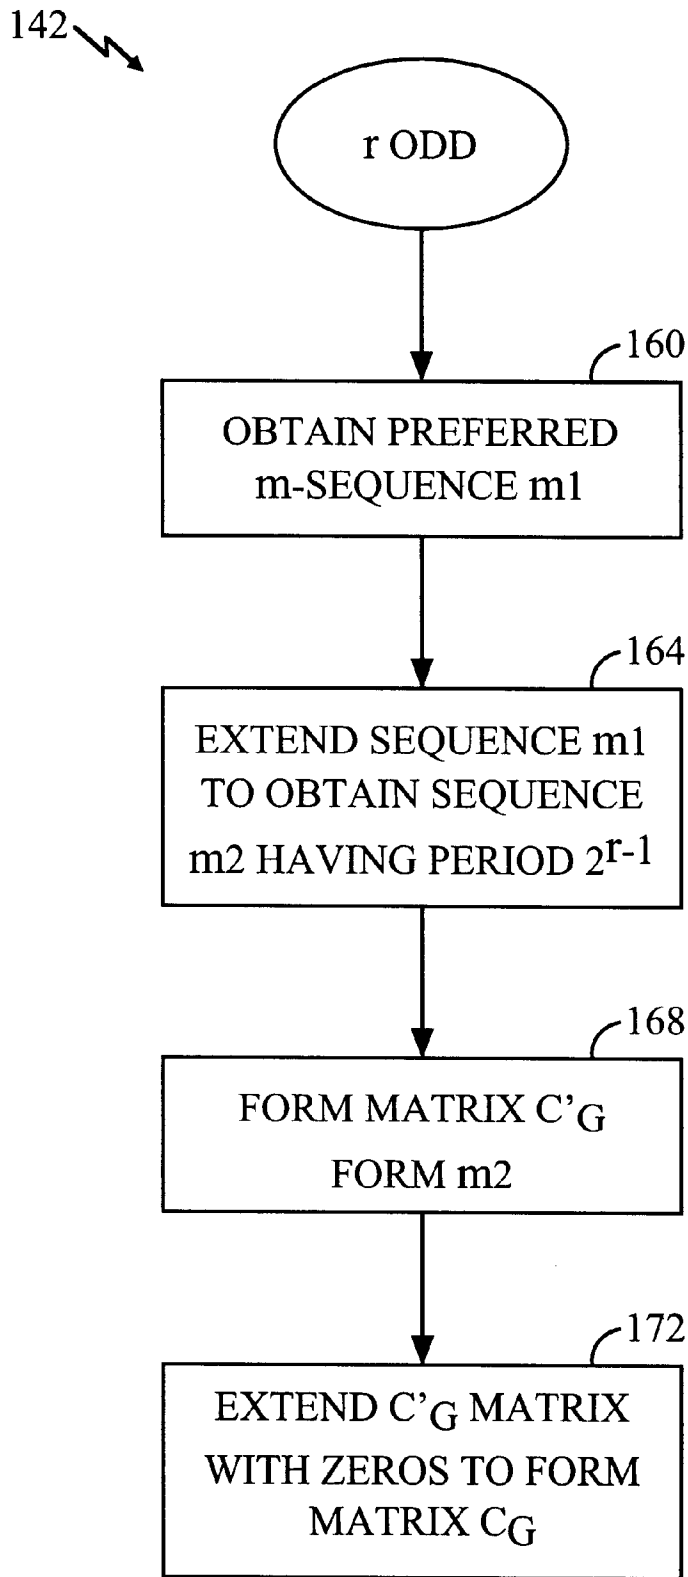 142
r ODD
160
OBTAIN PREFERRED
m-SEQUENCE m1
164
EXTEND SEQUENCE m1
TO OBTAIN SEQUENCE
m2 HAVING PERIOD 2^r-1
168
FORM MATRIX C'G
FORM m2
172
EXTEND C'G MATRIX
WITH ZEROS TO FORM
MATRIX CG